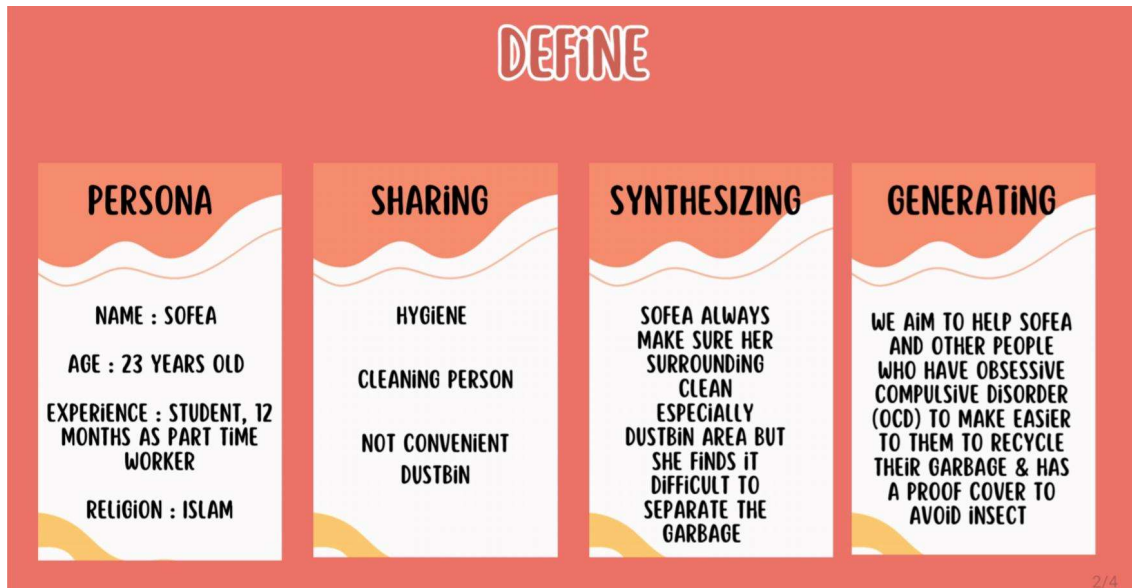 DEFINE
PERSONA
NAME : SOFEA
AGE : 23 YEARS OLD
EXPERIENCE : STUDENT, 12
MONTHS AS PART TIME
WORKER
RELIGION : ISLAM
SHARING
HYGIENE
CLEANING PERSON
NOT CONVENIENT
DUSTBIN
SYNTHESIZING
SOFEA ALWAYS
MAKE SURE HER
SURROUNDING
CLEAN
ESPECIALLY
DUSTBIN AREA BUT
SHE FINDS IT
DIFFICULT TO
SEPARATE THE
GARBAGE
GENERATING
WE AIM TO HELP SOFEA
AND OTHER PEOPLE
WHO HAVE OBSESSIVE
COMPULSIVE DISORDER
(OCD) TO MAKE EASIER
TO THEM TO RECYCLE
THEIR GARBAGE & HAS
A PROOF COVER TO
AVOID INSECT
2/4